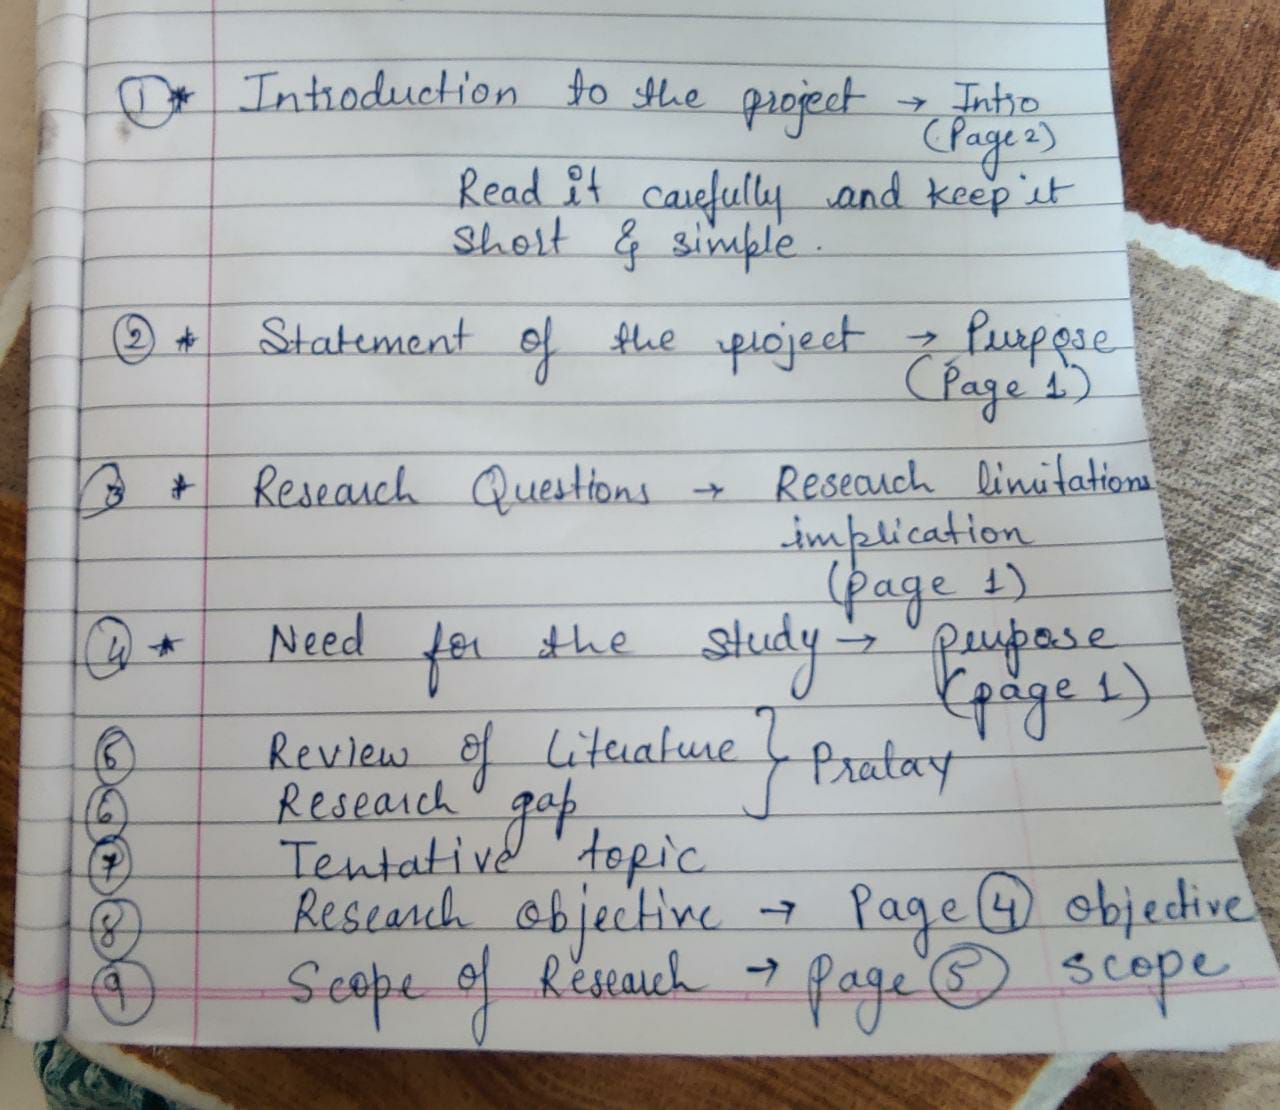 ① * Introduction to the project → Intro
(Page 2)
Read it carefully and keep it
short & simple.
② * Statement of the project → Purpose
(Page 1)
③ * Research Questions → Research limitations
implication
(page 1)
④ * Need for the study → purpose
(page 1)
⑤ Review of literature } Pralay
⑥ Research gap
⑦ Tentative topic
⑧ Research objective → Page ④ objective
⑨ Scope of Research → page ⑤ scope